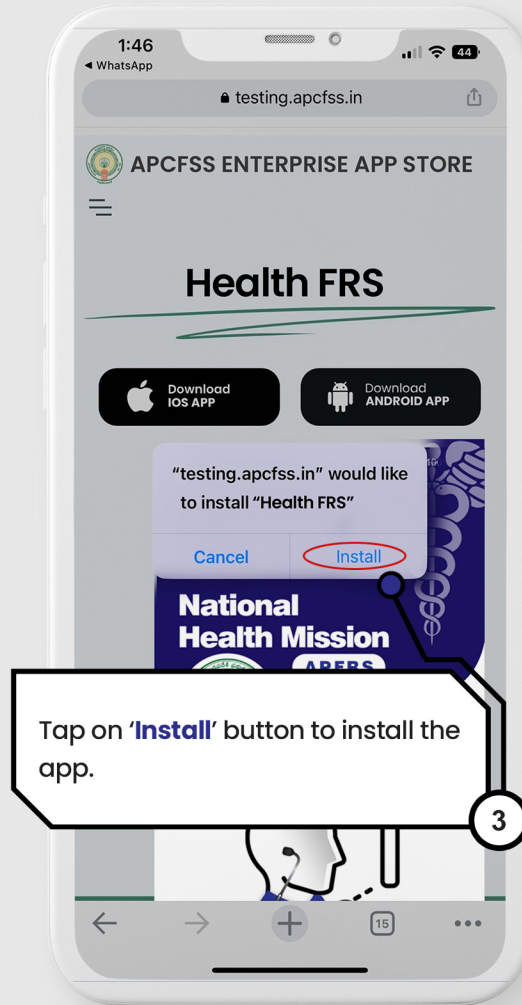 1:46
44
◀ WhatsApp
testing.apcfss.in
APCFSS ENTERPRISE APP STORE
Health FRS
Download
IOS APP
Download
ANDROID APP
“testing.apcfss.in” would like
to install “Health FRS”
Cancel
Install
National
Health Mission
Tap on ‘Install’ button to install the
app.
3
15